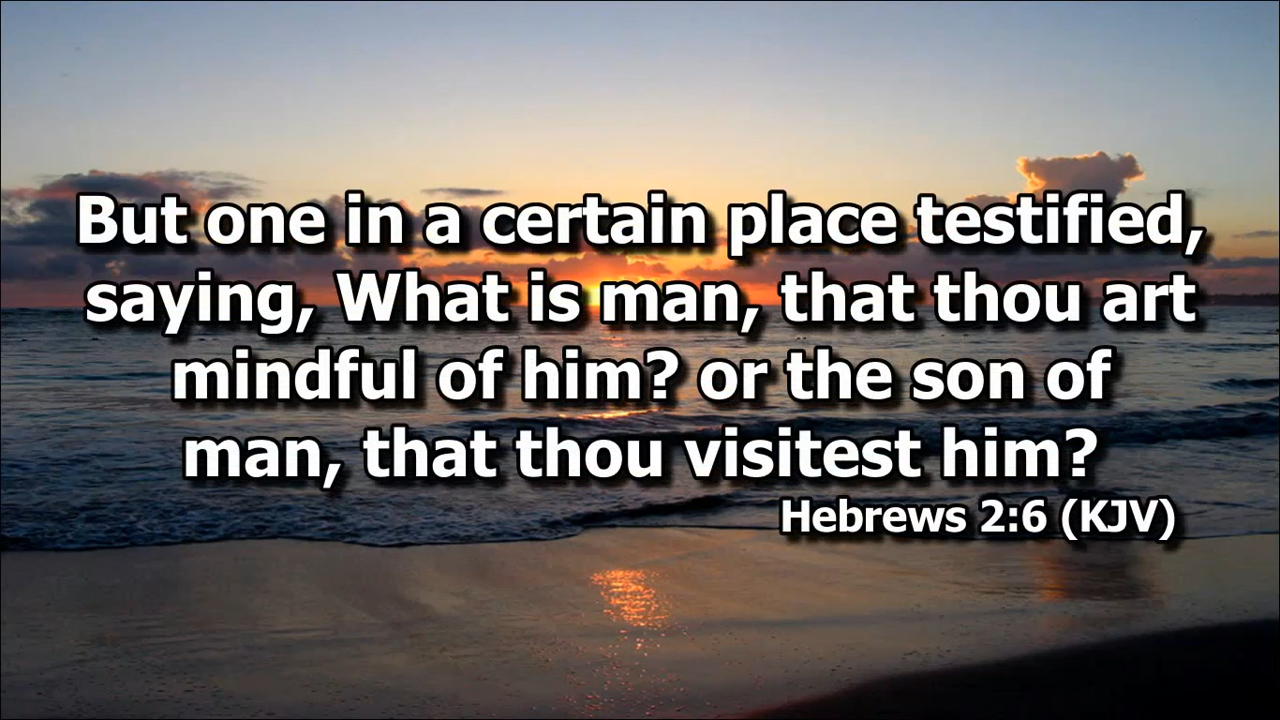 But one in a certain place testified,
saying, What is man, that thou art
mindful of him? or the son of
man, that thou visitest him?
Hebrews 2:6 (KJV)